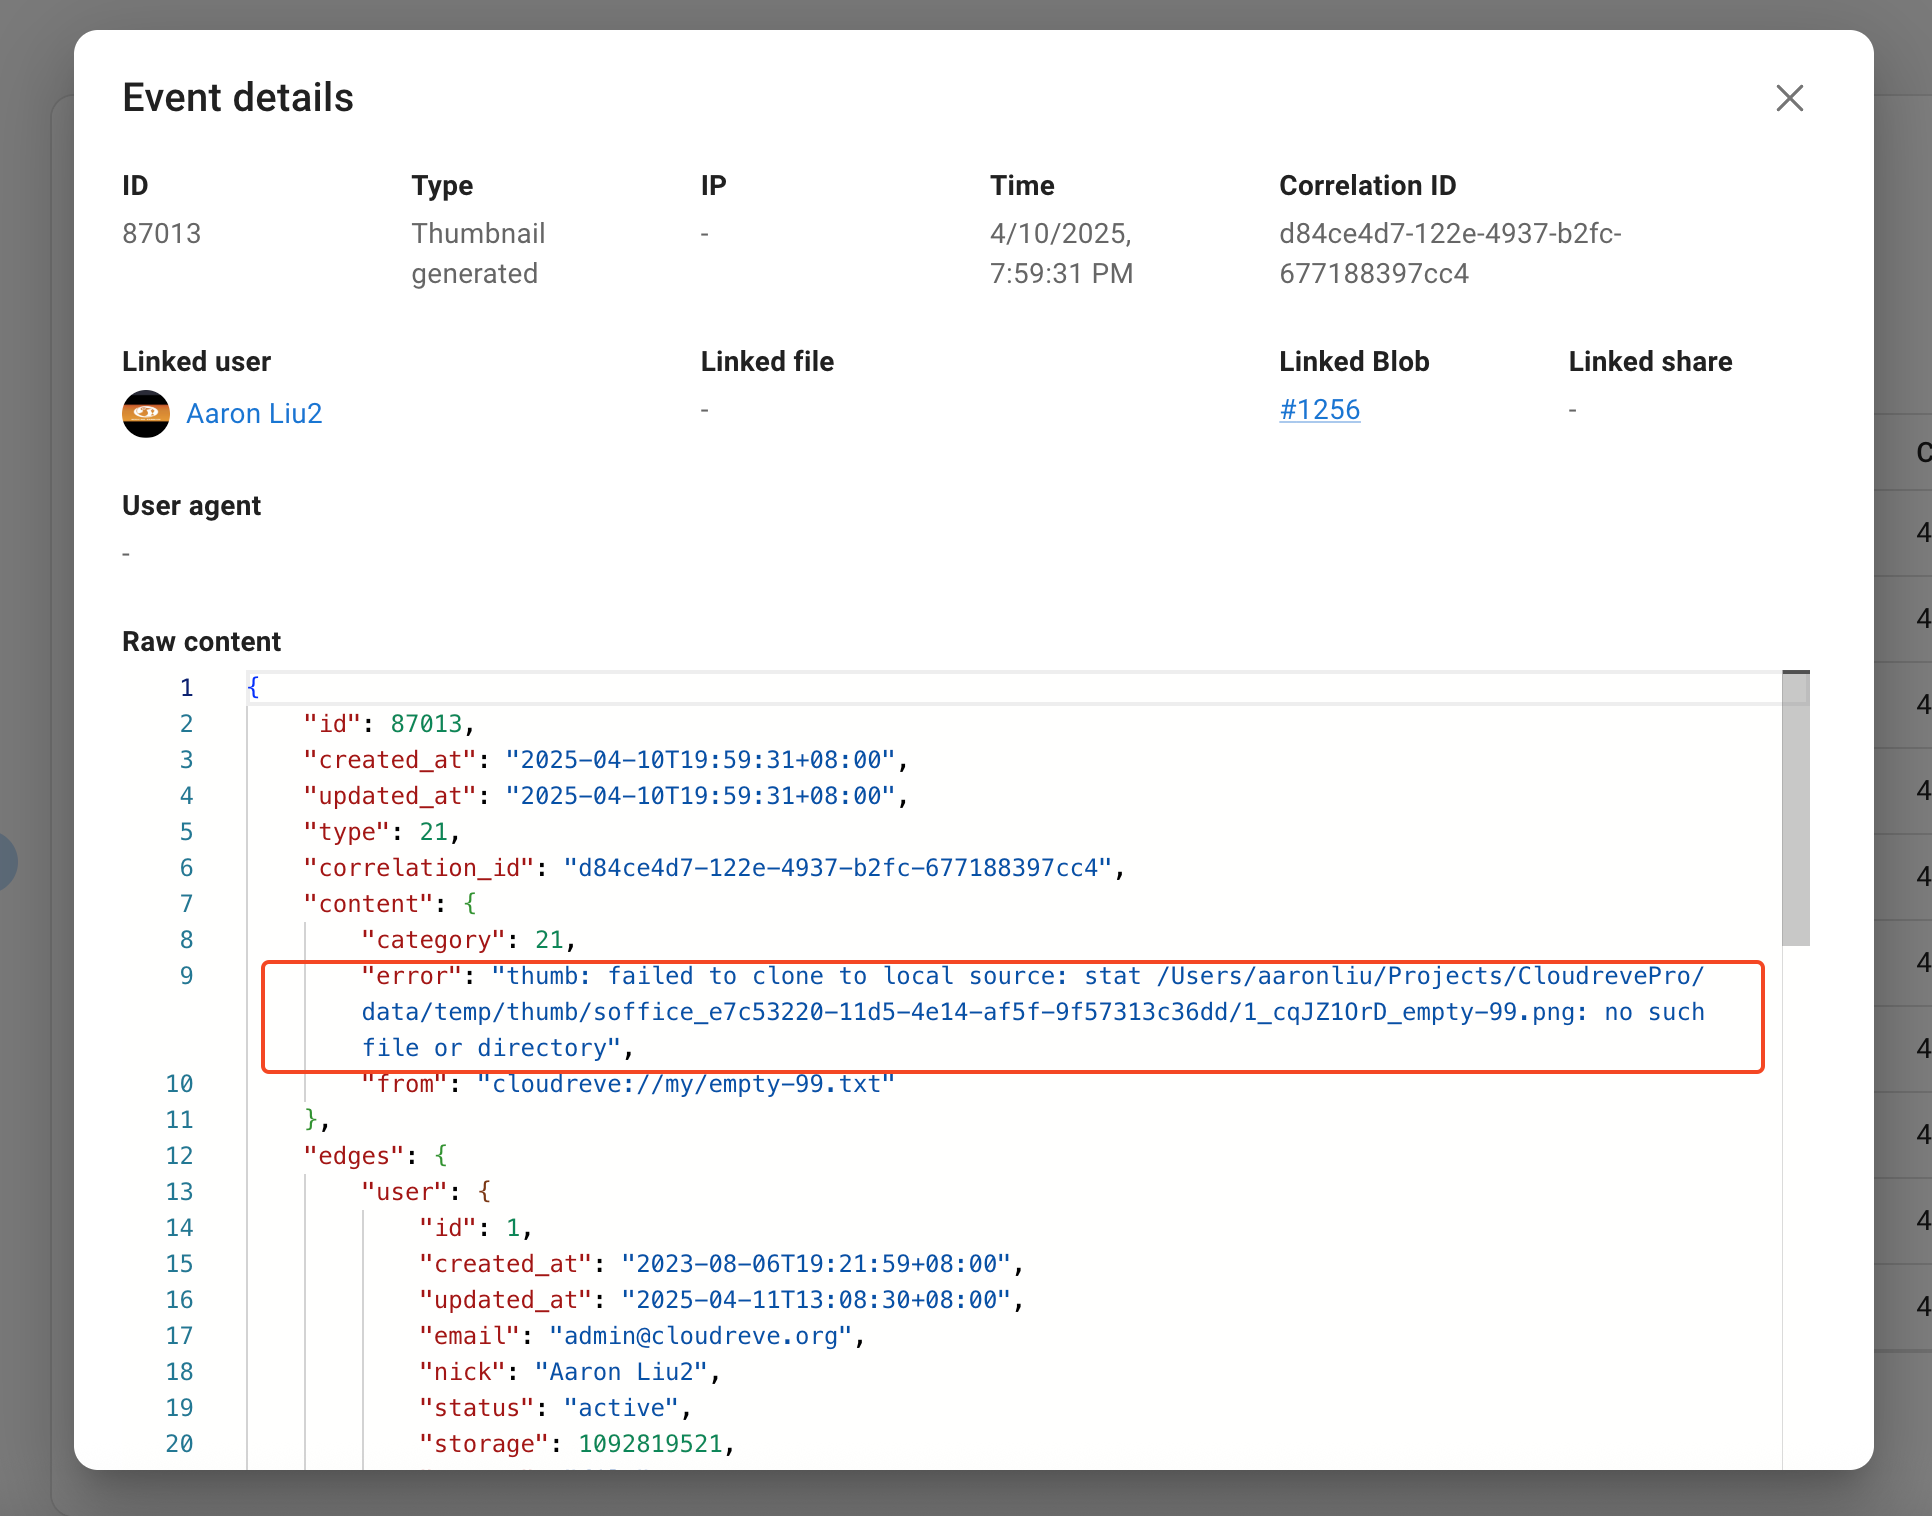 Event details
ID
Type
IP
Time
Correlation ID
87013
Thumbnail
generated
-
4/10/2025,
7:59:31 PM
d84ce4d7-122e-4937-b2fc-
677188397cc4
Linked user
Linked file
Linked Blob
Linked share
Aaron Liu2
-
#1256
-
User agent
-
Raw content
1 {
2 "id": 87013,
3 "created_at": "2025-04-10T19:59:31+08:00",
4 "updated_at": "2025-04-10T19:59:31+08:00",
5 "type": 21,
6 "correlation_id": "d84ce4d7-122e-4937-b2fc-677188397cc4",
7 "content": {
8 "category": 21,
9 "error": "thumb: failed to clone to local source: stat /Users/aaronliu/Projects/CloudrevePro/
data/temp/thumb/soffice_e7c53220-11d5-4e14-af5f-9f57313c36dd/1_cqJZ1OrD_empty-99.png: no such
file or directory",
10 "from": "cloudreve://my/empty-99.txt"
11 },
12 "edges": {
13 "user": {
14 "id": 1,
15 "created_at": "2023-08-06T19:21:59+08:00",
16 "updated_at": "2025-04-11T13:08:30+08:00",
17 "email": "admin@cloudreve.org",
18 "nick": "Aaron Liu2",
19 "status": "active",
20 "storage": 1092819521,
C
4
4
4
4
4
4
4
4
4
4